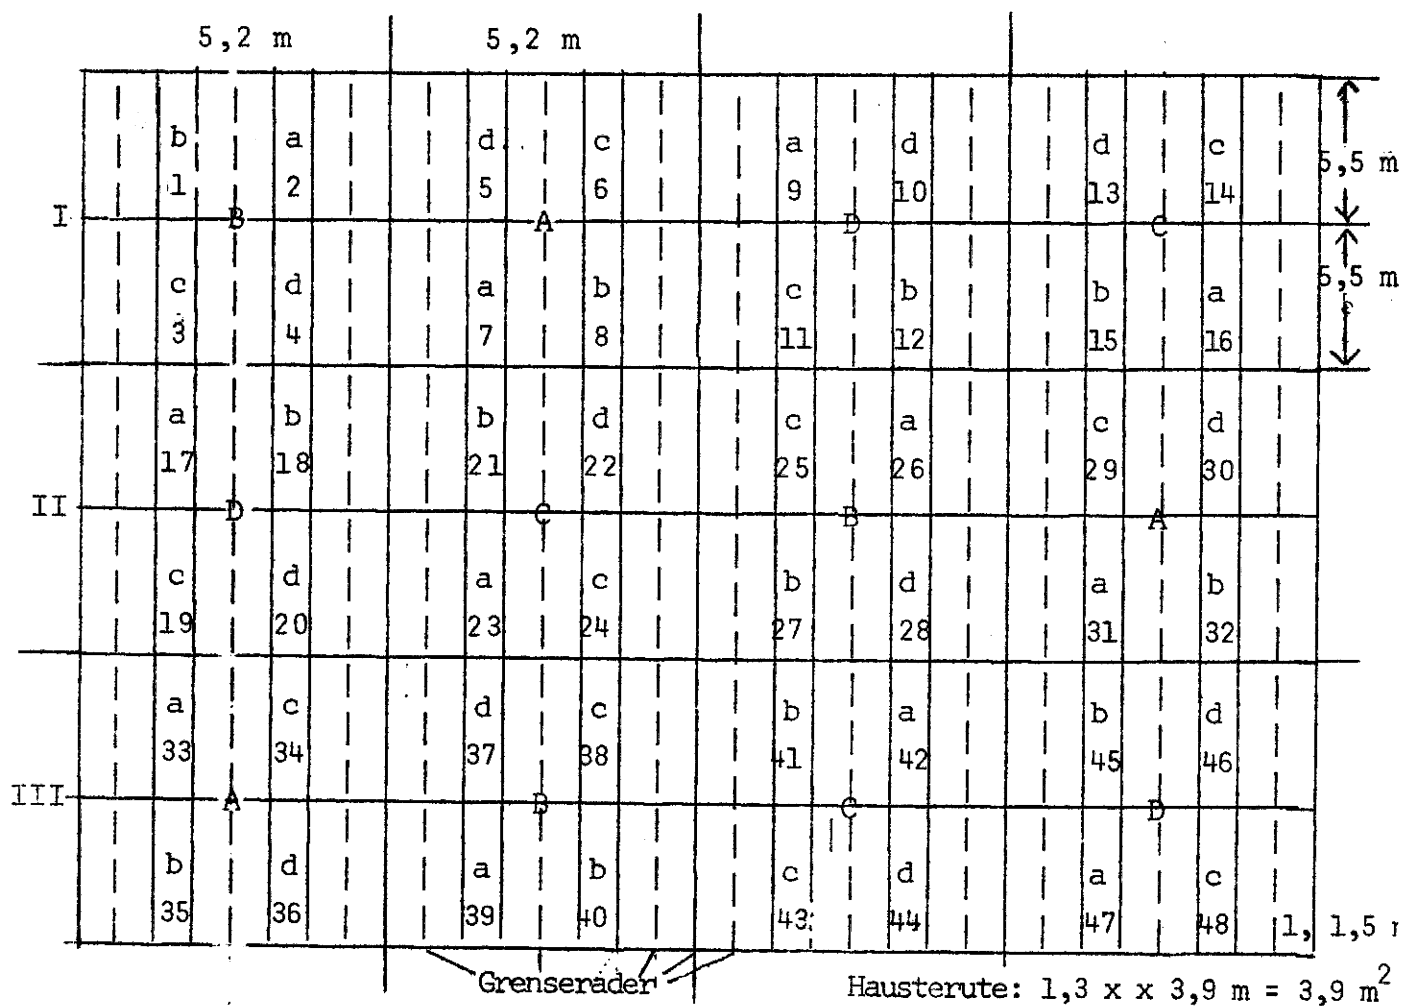 5,2 m 5,2 m
b a d c a d d c
1 2 5 6 9 10 13 14
5,5 m
I B A D C
5,5 m
c d a b c b b a
3 4 7 8 11 12 15 16
a b b d c a c d
17 18 21 22 25 26 29 30
II D C B A
c d a c b d a b
19 20 23 24 27 28 31 32
a c d c b a b d
33 34 37 38 41 42 45 46
III A B C D
b d a b c d a c
35 36 39 40 43 44 47 48
1, 1,5
Grenserader
Hausterute: 1,3 x x 3,9 m = 3,9 m²